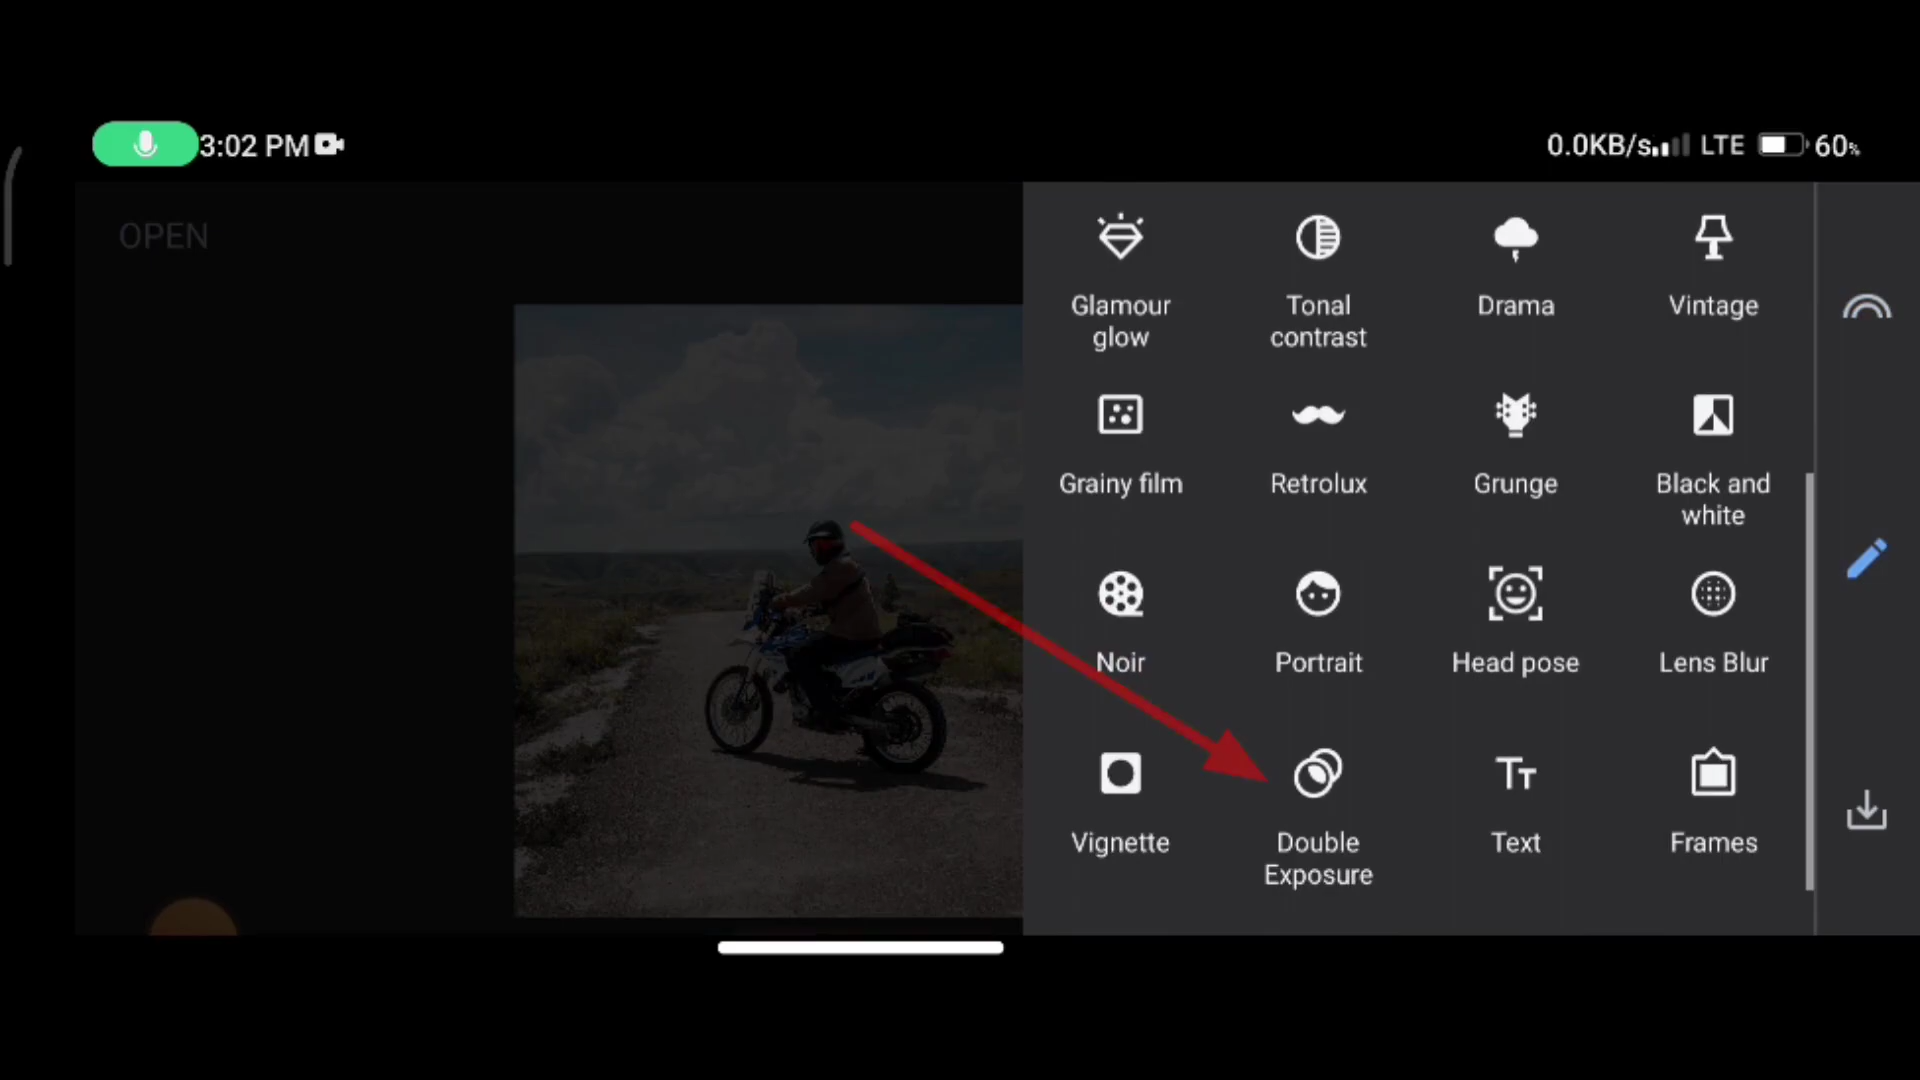 3:02 PM
0.0KB/s LTE 60%
OPEN
Glamour
glow
Tonal
contrast
Drama
Vintage
Grainy film
Retrolux
Grunge
Black and
white
Noir
Portrait
Head pose
Lens Blur
Vignette
Double
Exposure
Text
Frames